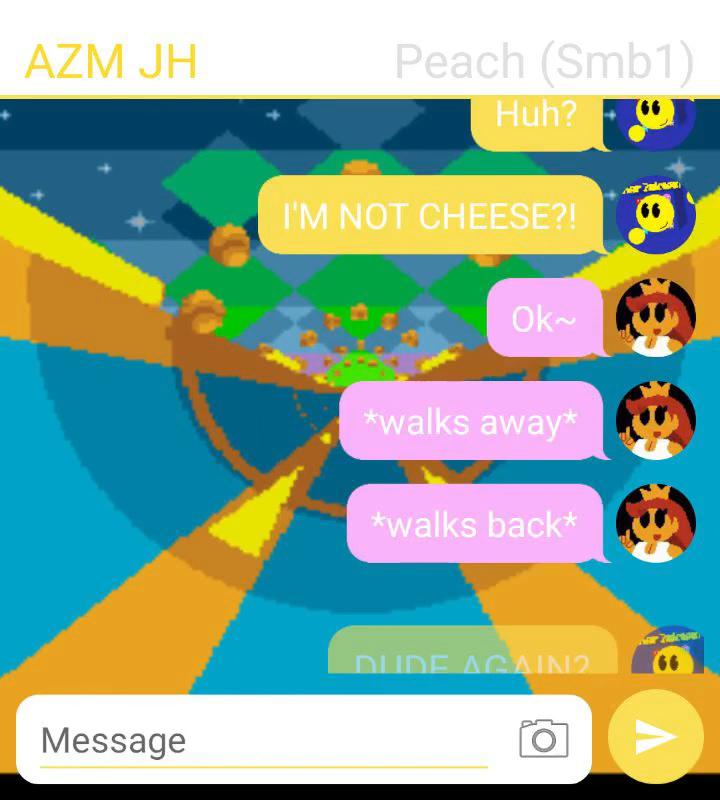 AZM JH
Peach (Smb1)
Huh?
I'M NOT CHEESE?!
Ok~
*walks away*
*walks back*
DUDE AGAIN?
Message